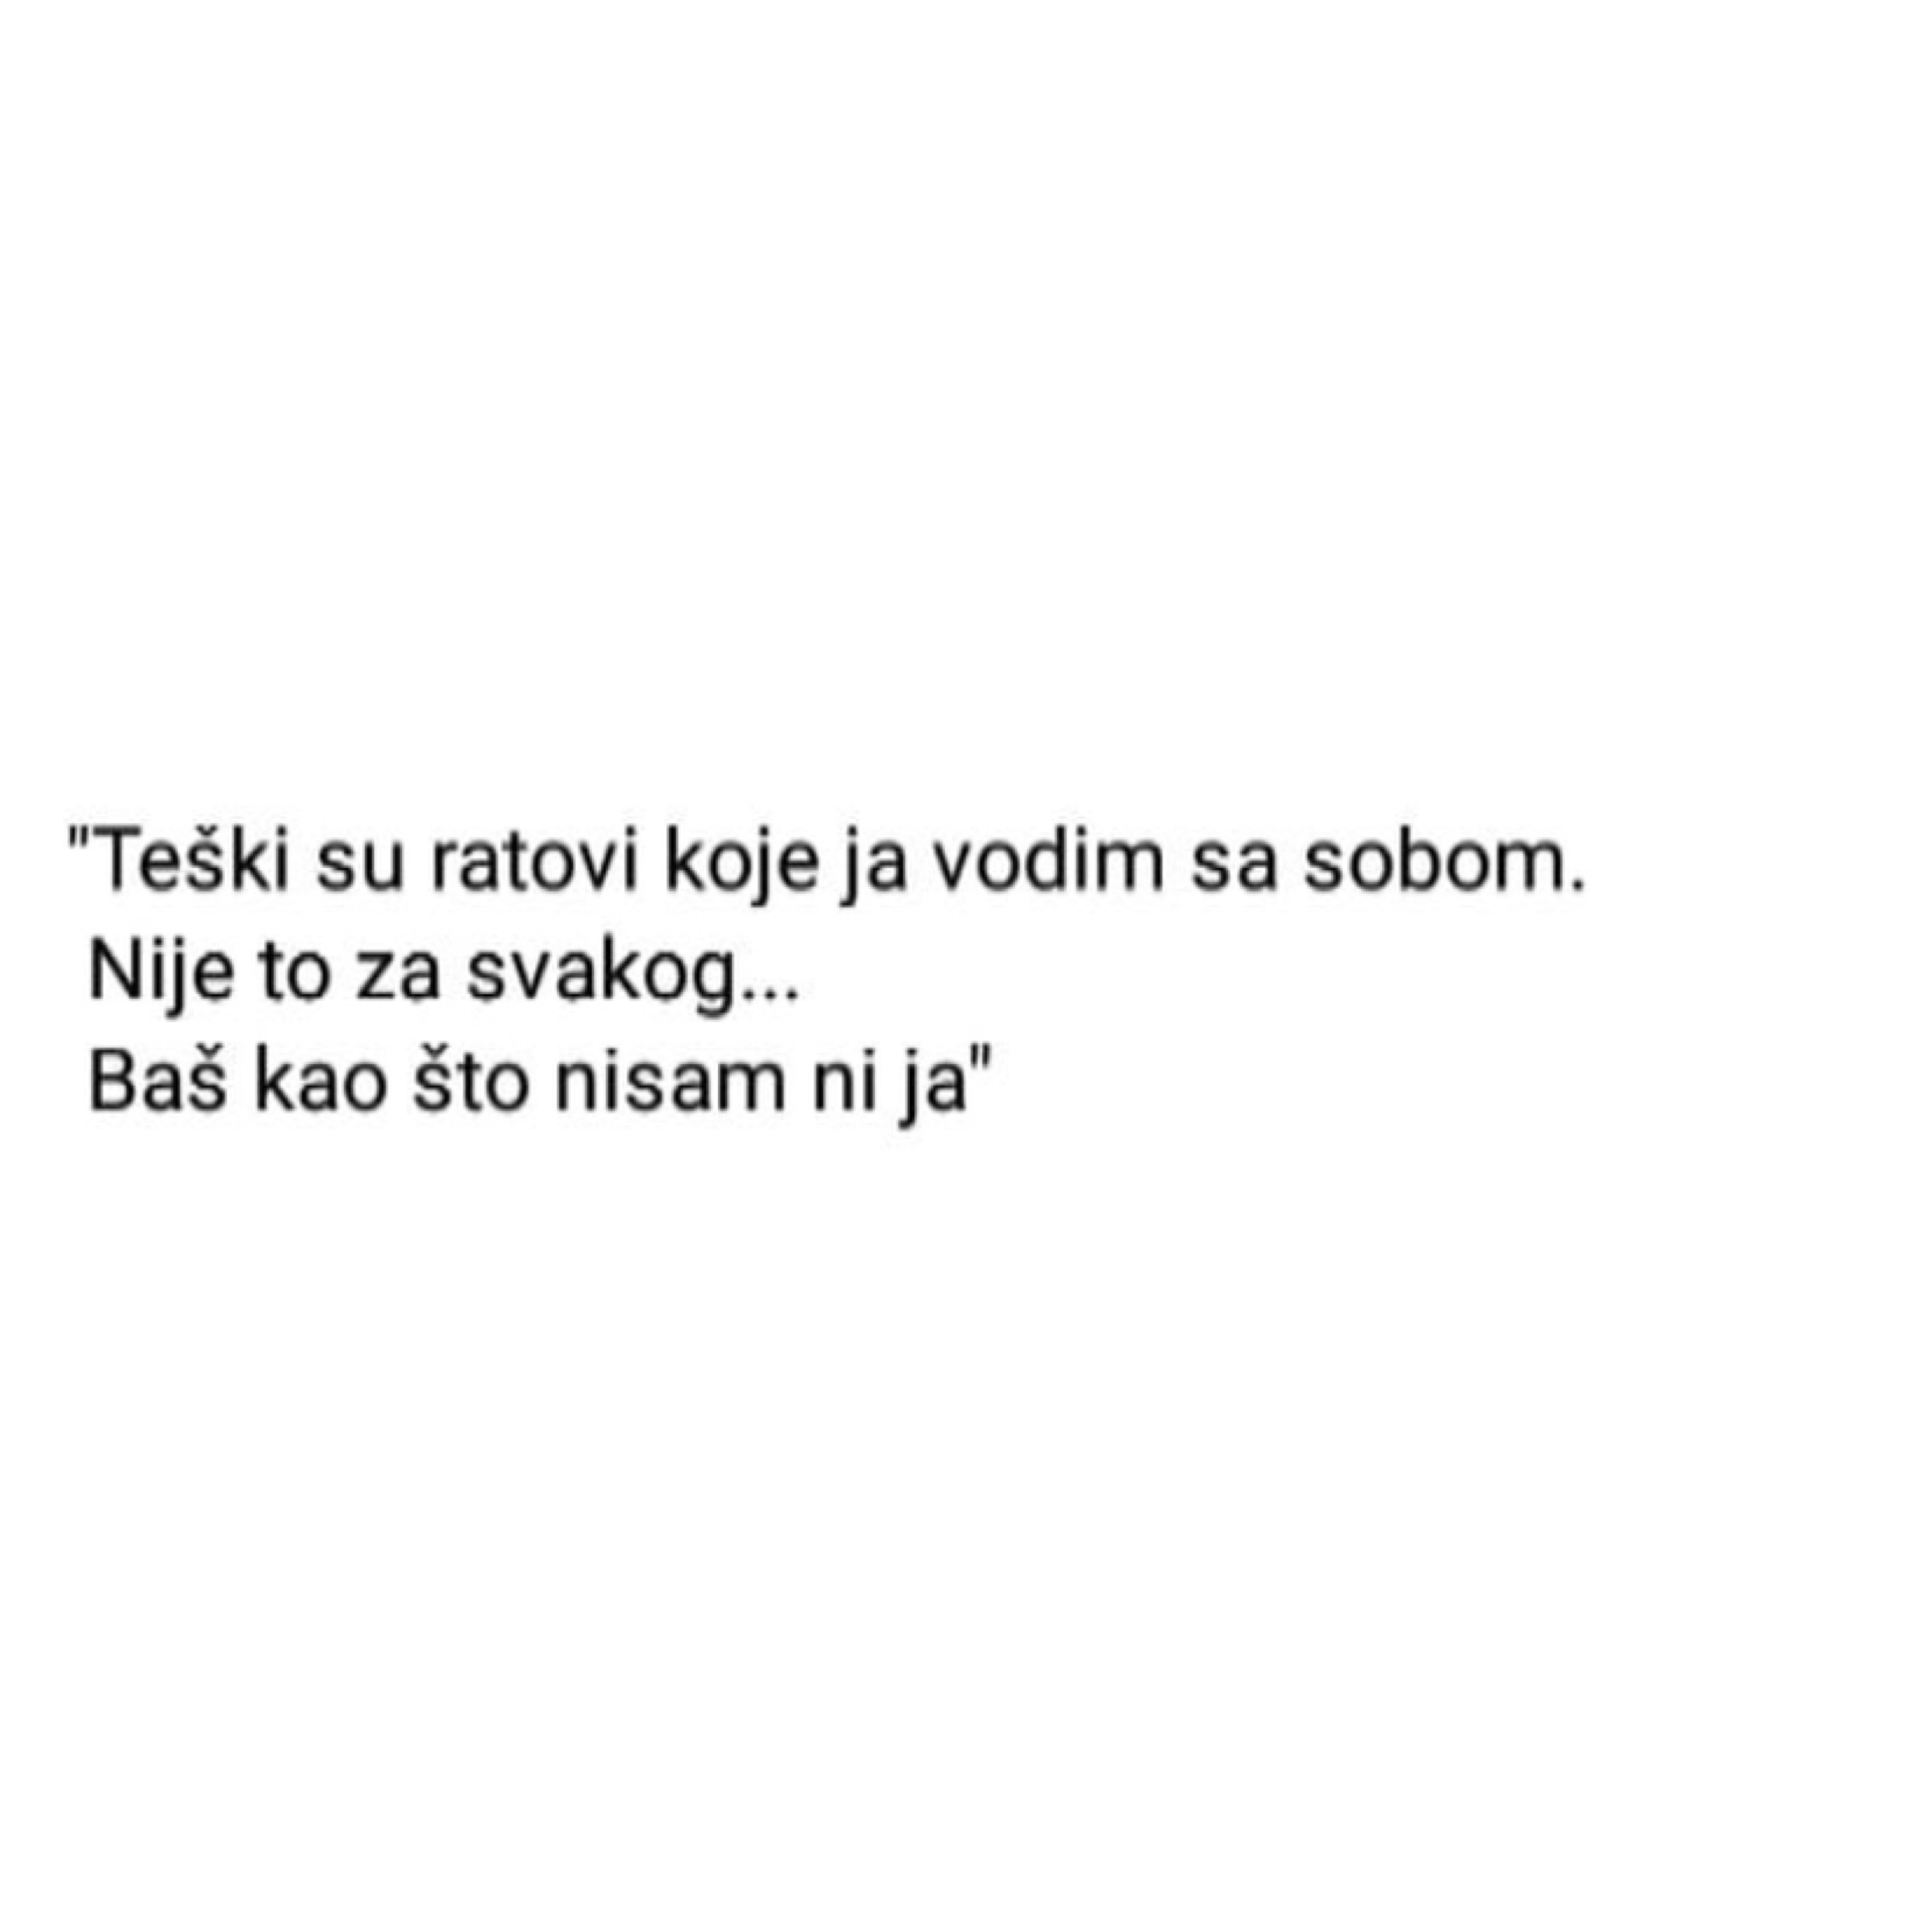 "Teški su ratovi koje ja vodim sa sobom.
Nije to za svakog...
Baš kao što nisam ni ja"